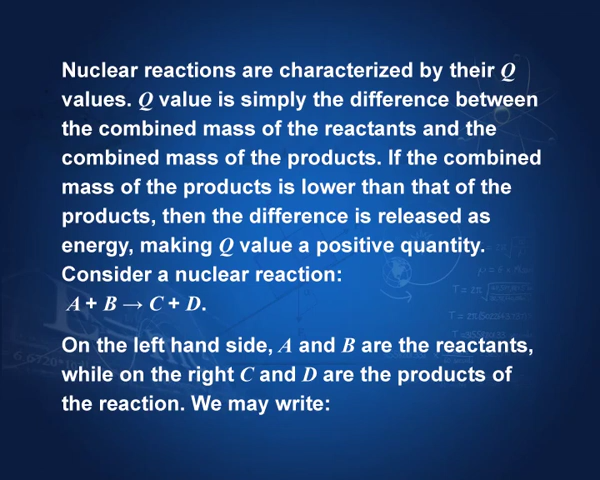 Nuclear reactions are characterized by their Q
values. Q value is simply the difference between
the combined mass of the reactants and the
combined mass of the products. If the combined
mass of the products is lower than that of the
products, then the difference is released as
energy, making Q value a positive quantity.
Consider a nuclear reaction:
A + B → C + D.
On the left hand side, A and B are the reactants,
while on the right C and D are the products of
the reaction. We may write: